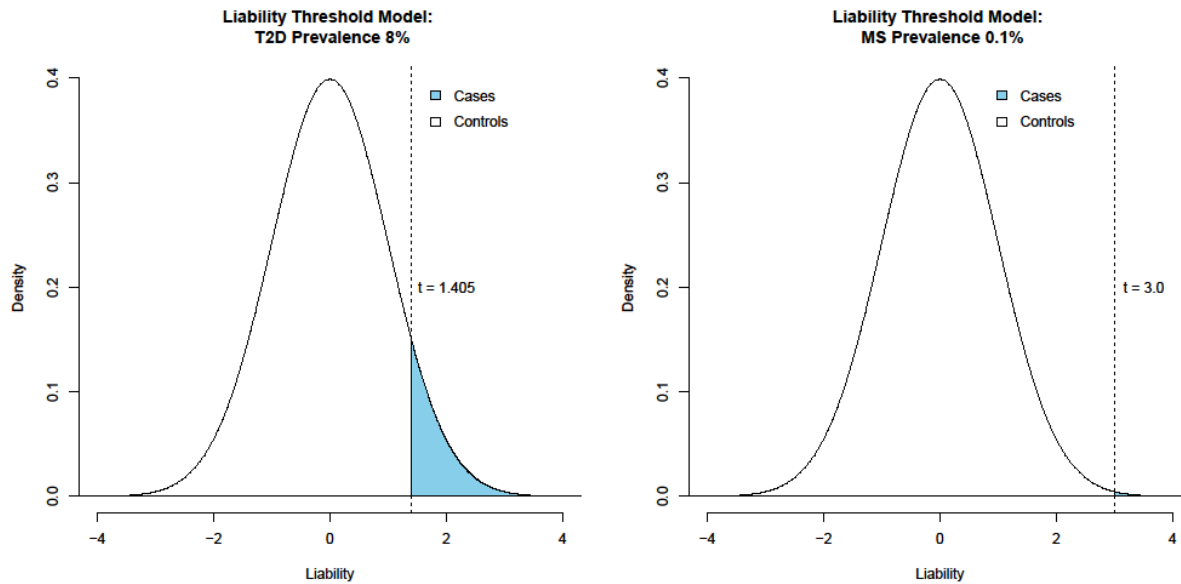 Liability Threshold Model:
T2D Prevalence 8%
0.4
0.3
0.2
0.1
0.0
Density
Cases
Controls
t = 1.405
−4
−2
0
2
4
Liability
Liability Threshold Model:
MS Prevalence 0.1%
0.4
0.3
0.2
0.1
0.0
Density
Cases
Controls
t = 3.0
−4
−2
0
2
4
Liability